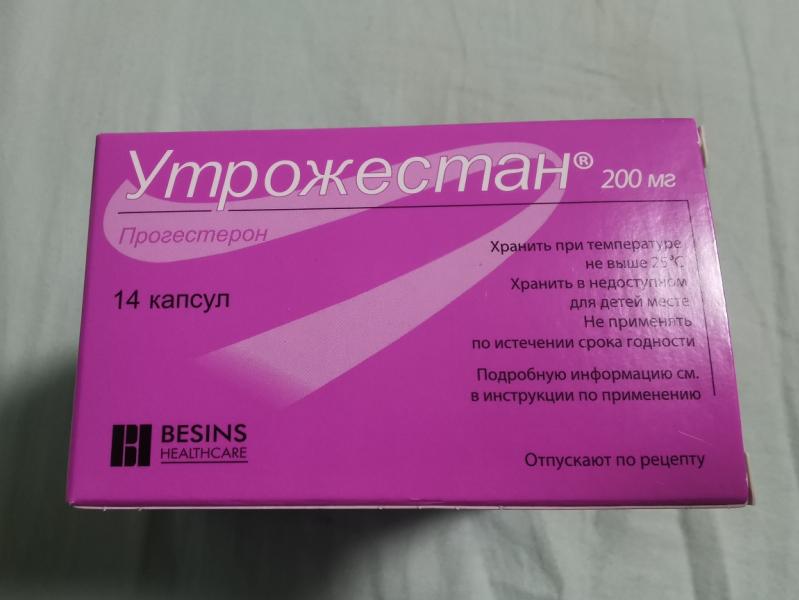 Утрожестан® 200 мг
Прогестерон
14 капсул
Хранить при температуре
не выше 25°C
Хранить в недоступном
для детей месте
Не применять
по истечении срока годности
Подробную информацию см.
в инструкции по применению
BESINS
HEALTHCARE
Отпускают по рецепту